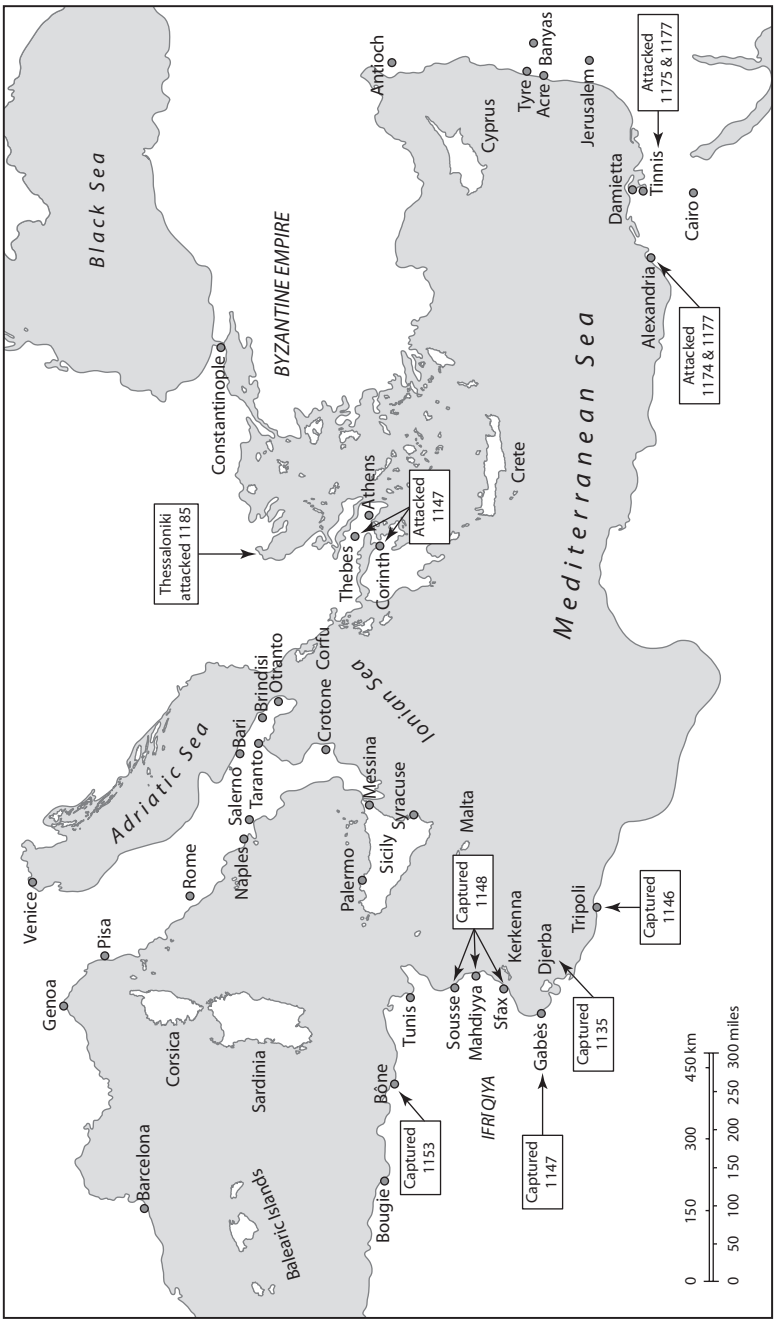 Black Sea
Venice
Genoa
Pisa
Adriatic Sea
Rome
Barcelona
Corsica
Sardinia
Balearic Islands
Naples
Salerno
Bari
Taranto
Brindisi
Otranto
Crotone
Corfu
Ionian Sea
Palermo
Messina
Sicily
Syracuse
Malta
Thessaloniki
attacked 1185
Constantinople
BYZANTINE EMPIRE
Thebes
Athens
Corinth
Attacked
1147
Crete
Mediterranean Sea
Antioch
Cyprus
Tyre
Acre
Banyas
Jerusalem
Damietta
Tinnis
Attacked
1175 & 1177
Cairo
Alexandria
Attacked
1174 & 1177
Bougie
Bône
Captured
1153
Tunis
Sousse
Mahdiyya
Sfax
Captured
1148
Kerkenna
IFRIQIYA
Gabès
Captured
1147
Djerba
Captured
1135
Tripoli
Captured
1146
0 150 300 450 km
0 50 100 150 200 250 300 miles